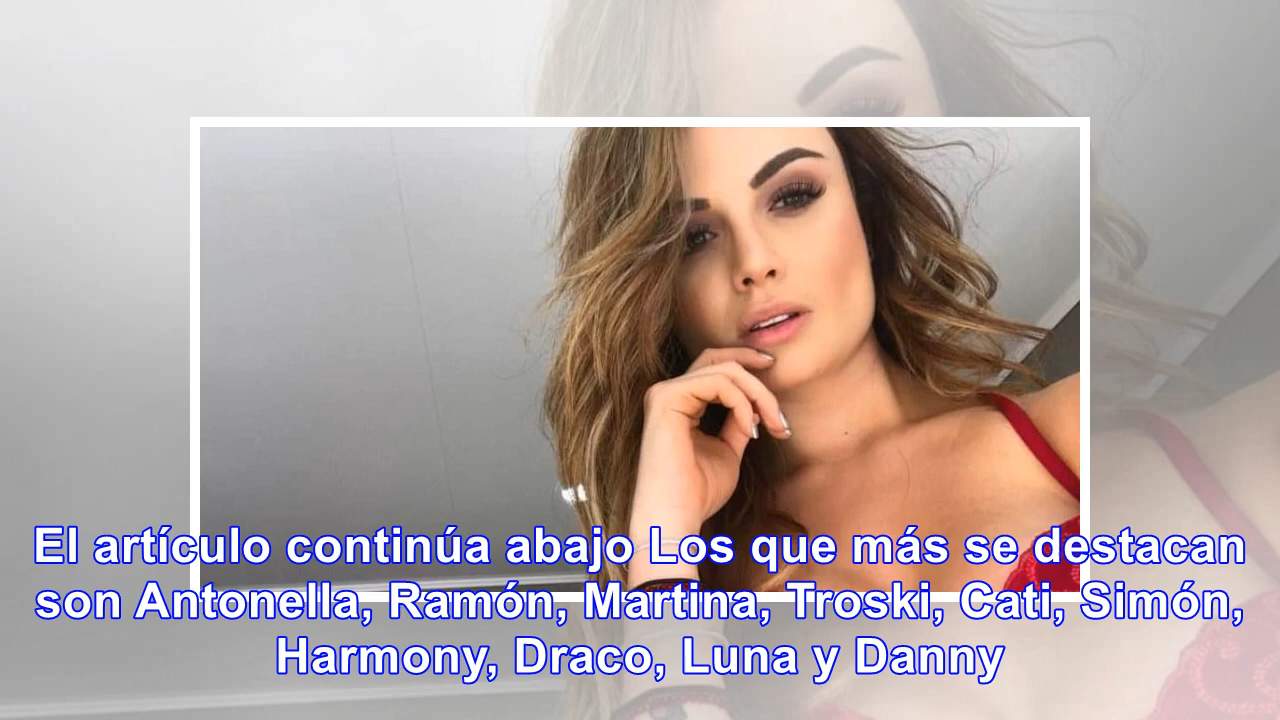 El artículo continúa abajo Los que más se destacan
son Antonella, Ramón, Martina, Troski, Cati, Simón,
Harmony, Draco, Luna y Danny